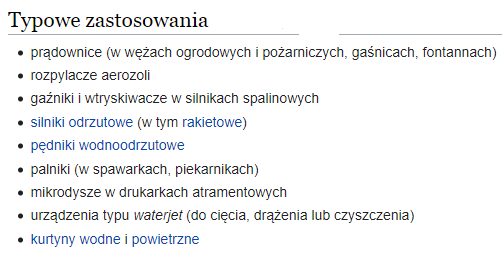 Typowe zastosowania
prądownice (w wężach ogrodowych i pożarniczych, gaśnicach, fontannach)
rozpylacze aerozoli
gaźniki i wtryskiwacze w silnikach spalinowych
silniki odrzutowe (w tym rakietowe)
pędniki wodnoodrzutowe
palniki (w spawarkach, piekarnikach)
mikrodysze w drukarkach atramentowych
urządzenia typu waterjet (do cięcia, drążenia lub czyszczenia)
kurtyny wodne i powietrzne